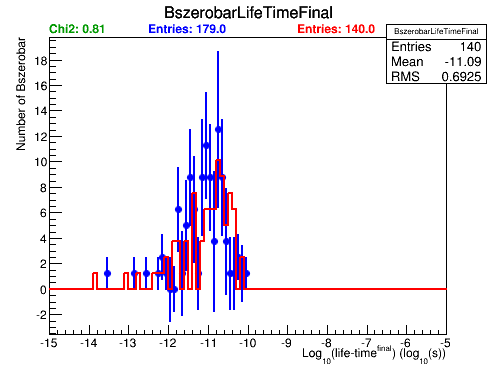 BszerobarLifeTimeFinal
Chi2: 0.81 Entries: 179.0 Entries: 140.0
BszerobarLifeTimeFinal
Entries 140
Mean -11.09
RMS 0.6925
Number of Bszerobar
18
16
14
12
10
8
6
4
2
0
-2
-15 -14 -13 -12 -11 -10 -9 -8 -7 -6 -5
Log10(life-time^final) (log10(s))